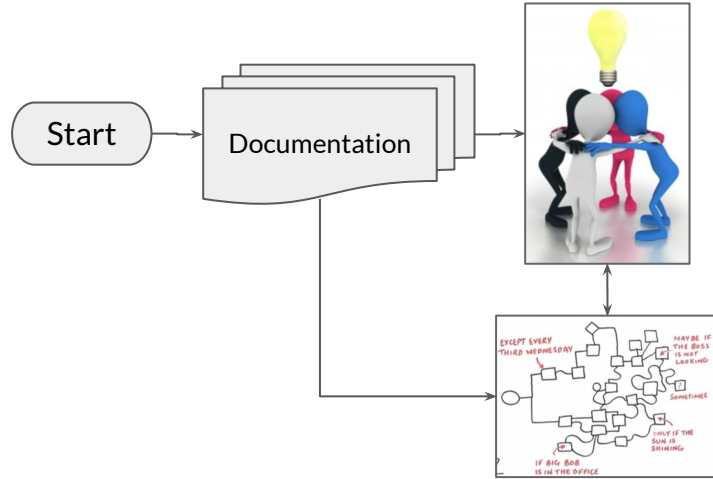 Start
Documentation
EXCEPT EVERY
THIRD WEDNESDAY
MAYBE IF
THE BOSS
IS NOT
LOOKING
?
SOMETIMES
ONLY IF THE
SUN IS
SHINING
IF BIG BOB
IS IN THE OFFICE